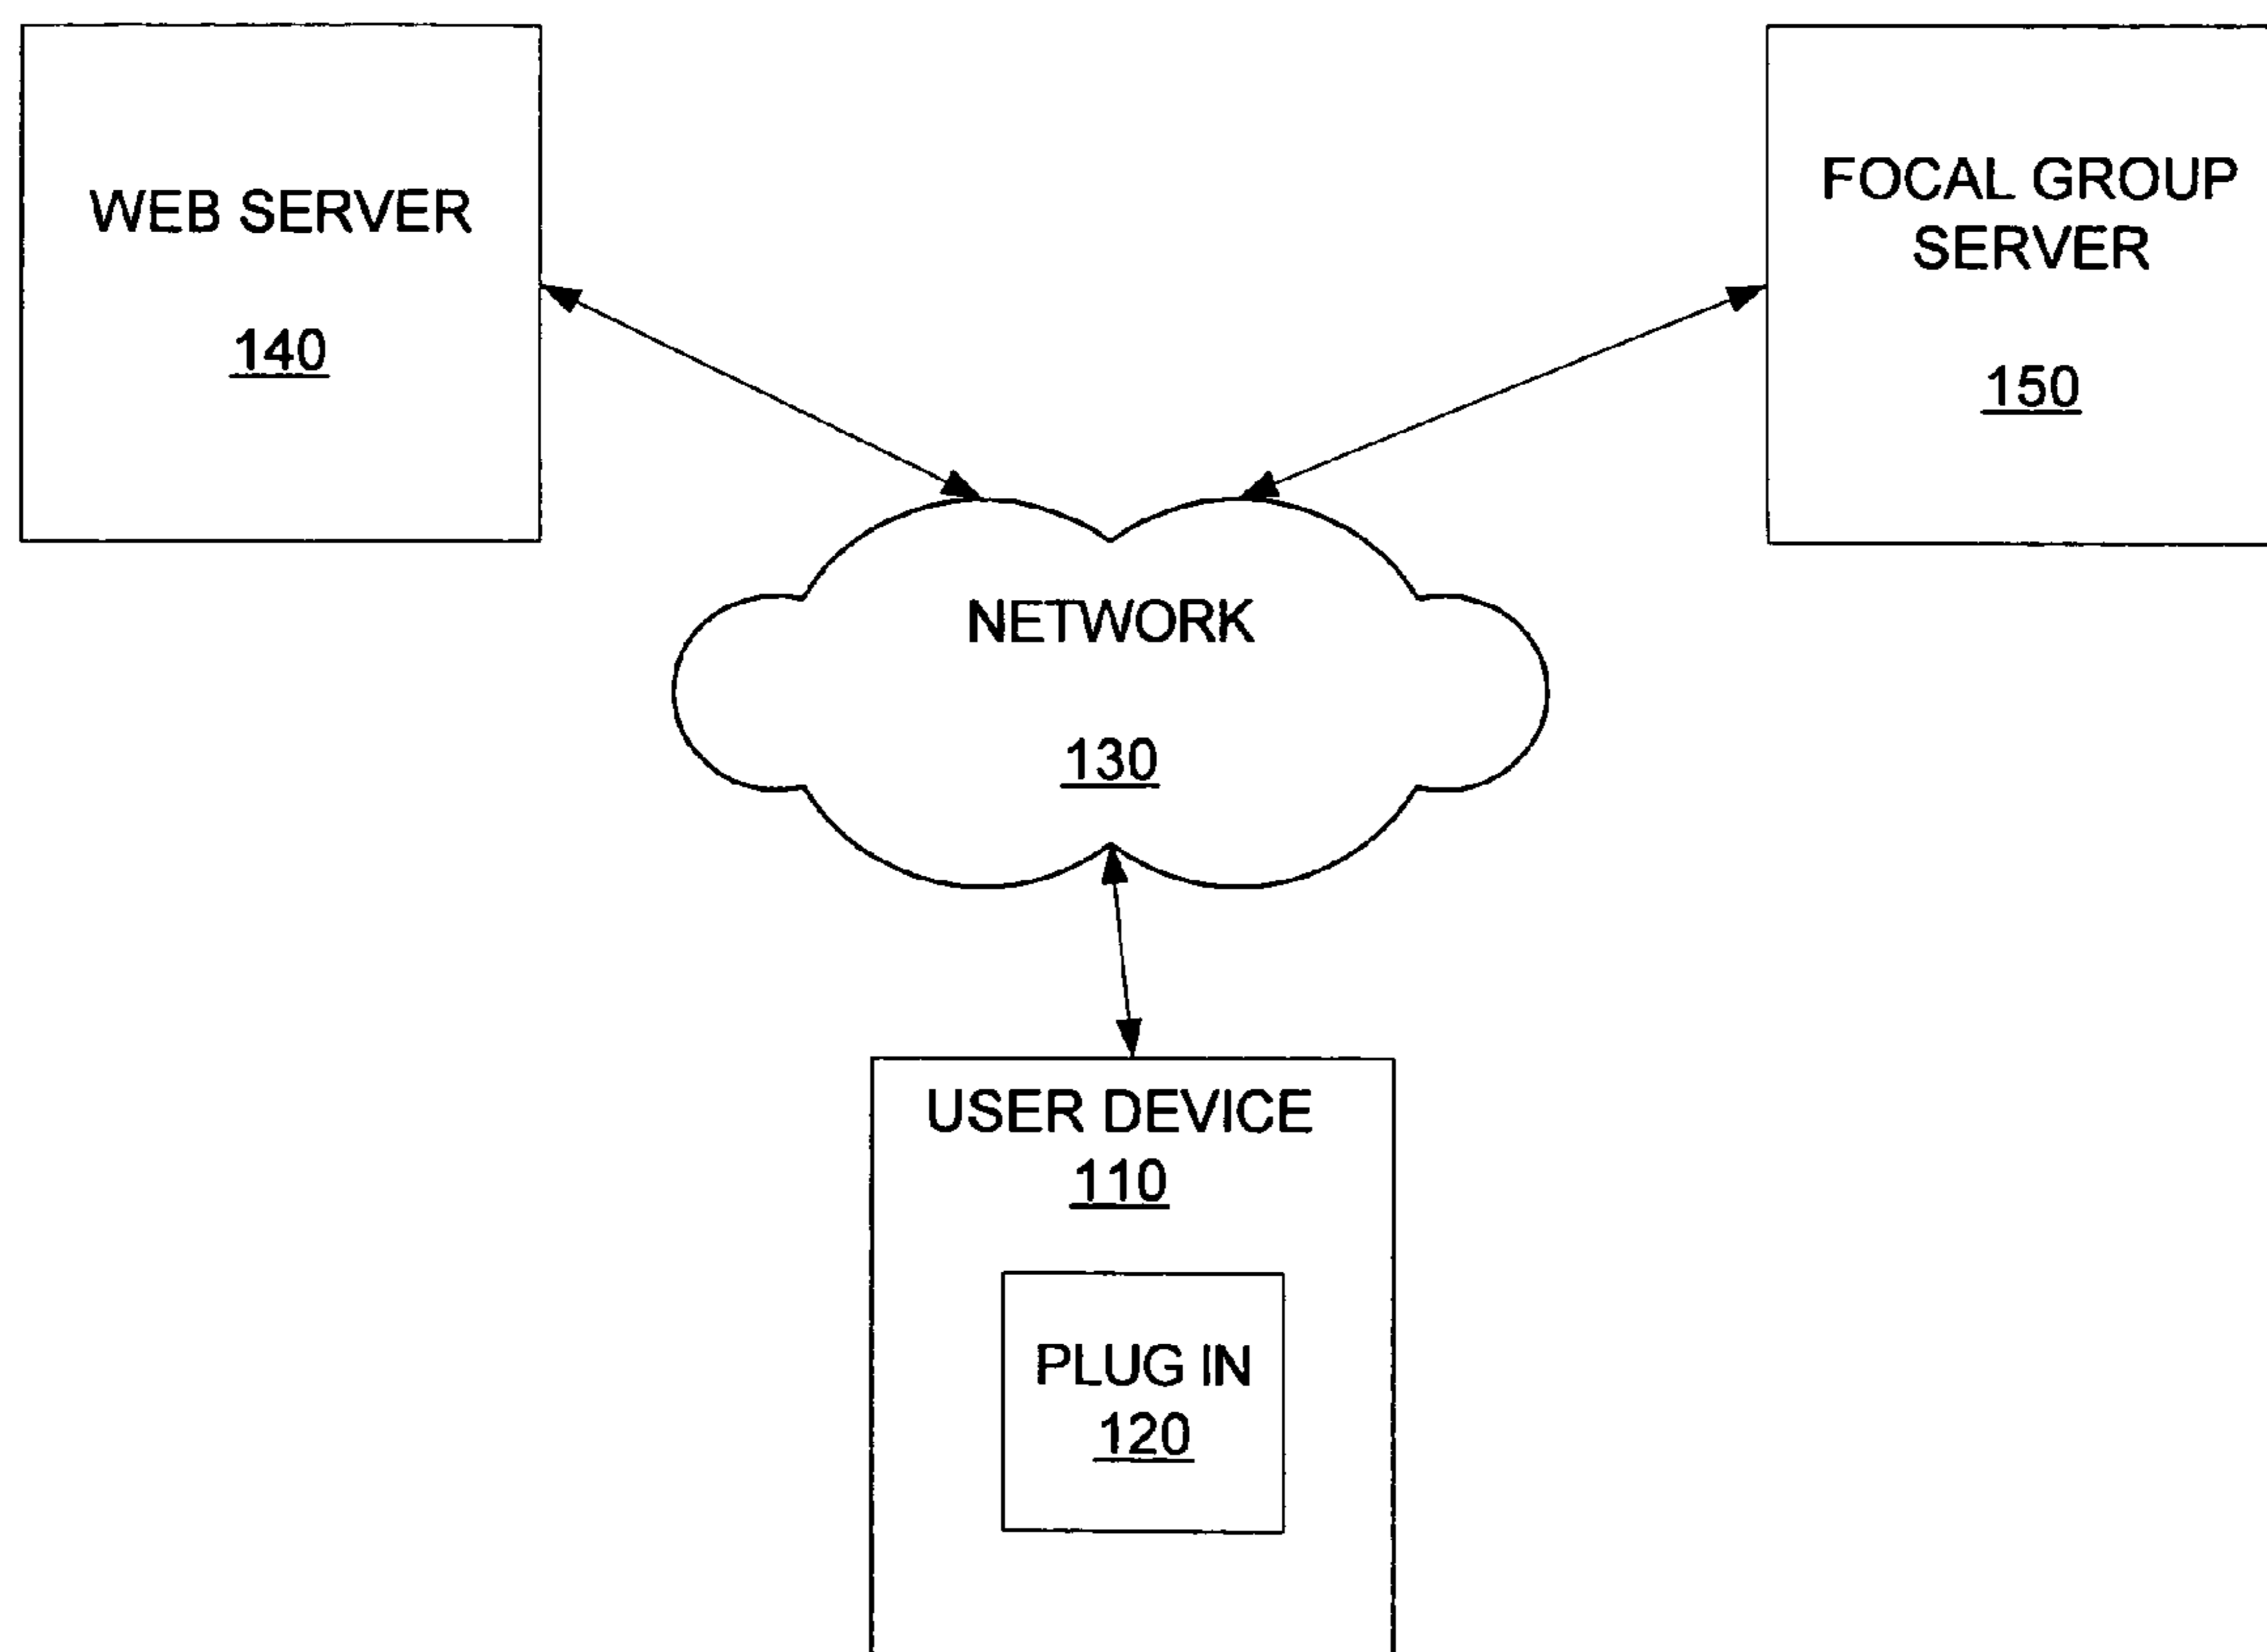 WEB SERVER
140
FOCAL GROUP
SERVER
150
NETWORK
130
USER DEVICE
110
PLUG IN
120